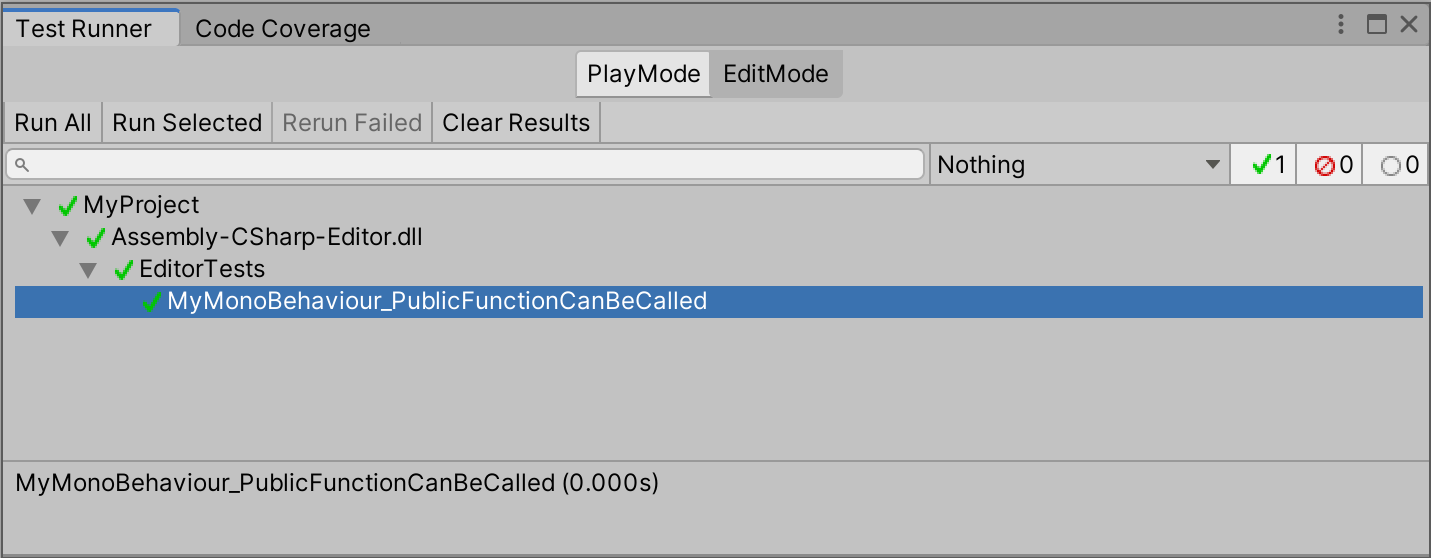 Test Runner Code Coverage
PlayMode EditMode
Run All Run Selected Rerun Failed Clear Results
Nothing 1 0 0
MyProject
Assembly-CSharp-Editor.dll
EditorTests
MyMonoBehaviour_PublicFunctionCanBeCalled
MyMonoBehaviour_PublicFunctionCanBeCalled (0.000s)